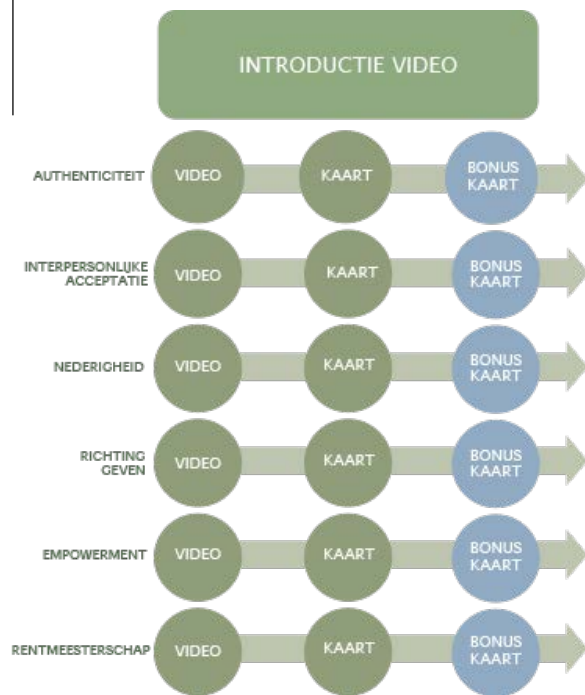 INTRODUCTIE VIDEO
AUTHENTICITEIT
VIDEO
KAART
BONUS
KAART
INTERPERSONLIJKE
ACCEPTATIE
VIDEO
KAART
BONUS
KAART
NEDERIGHEID
VIDEO
KAART
BONUS
KAART
RICHTING
GEVEN
VIDEO
KAART
BONUS
KAART
EMPOWERMENT
VIDEO
KAART
BONUS
KAART
RENTMEESTERSCHAP
VIDEO
KAART
BONUS
KAART